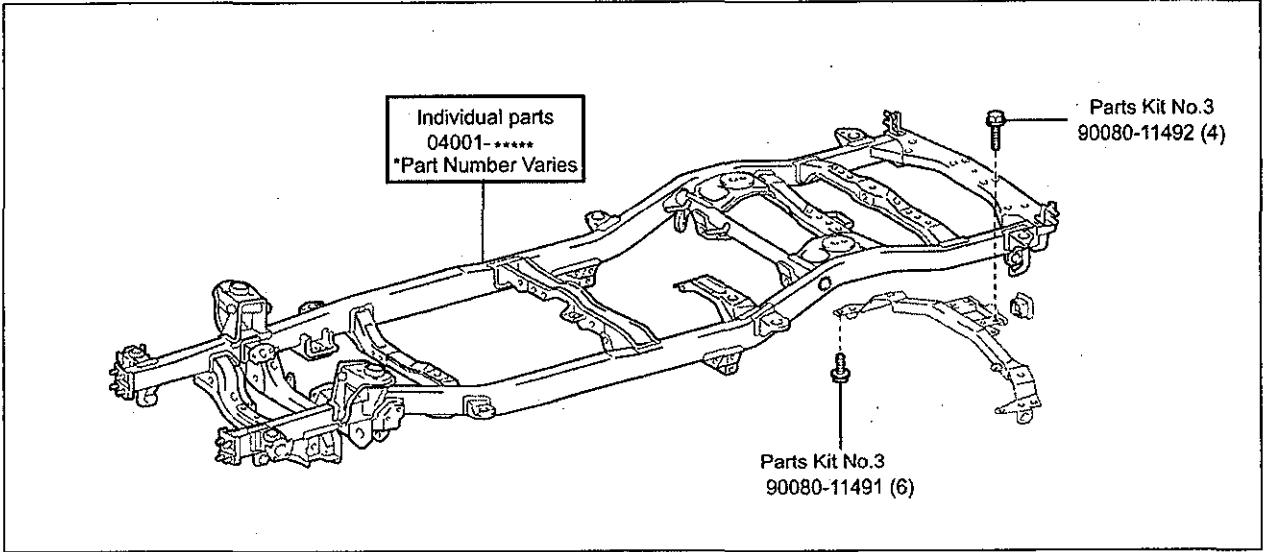 Individual parts
04001-*****
*Part Number Varies
Parts Kit No.3
90080-11492 (4)
Parts Kit No.3
90080-11491 (6)